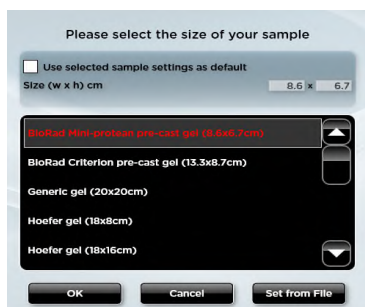 Please select the size of your sample
Use selected sample settings as default
Size (w x h) cm 8.6 x 6.7
BioRad Mini-protean pre-cast gel (8.6x6.7cm)
BioRad Criterion pre-cast gel (13.3x8.7cm)
Generic gel (20x20cm)
Hoefer gel (18x8cm)
Hoefer gel (18x16cm)
OK Cancel Set from File